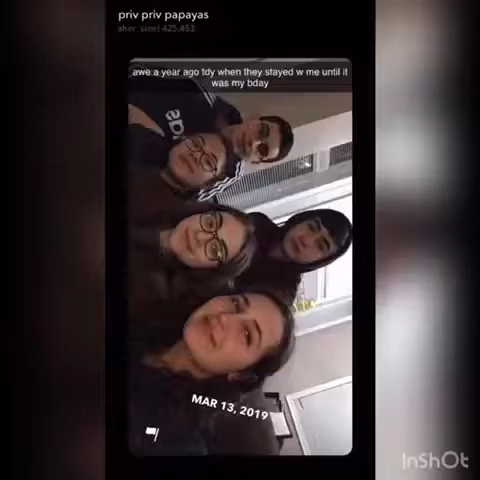 priv priv papayas
awe a year ago tdy when they stayed w me until it
was my bday
MAR 13, 2019
InShOt